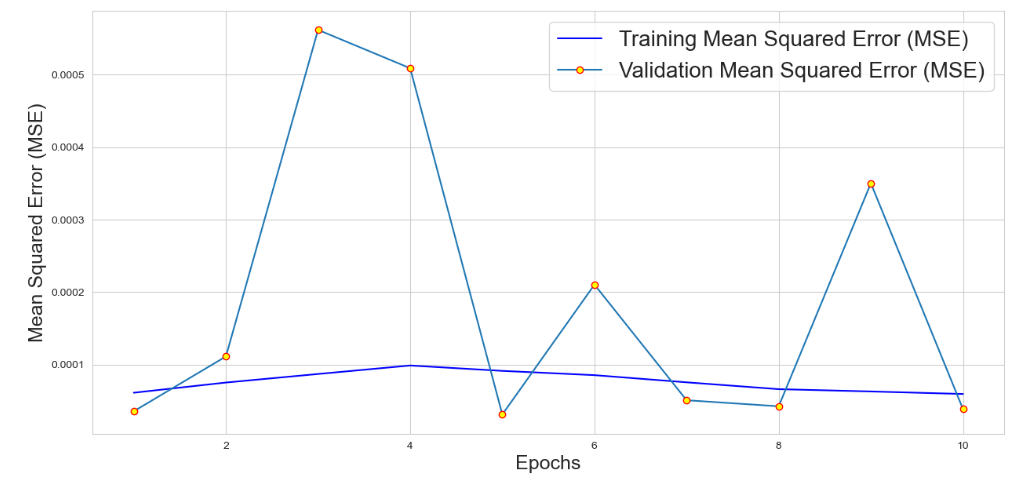 Training Mean Squared Error (MSE)
Validation Mean Squared Error (MSE)
Mean Squared Error (MSE)
0.0005
0.0004
0.0003
0.0002
0.0001
2 4 6 8 10
Epochs